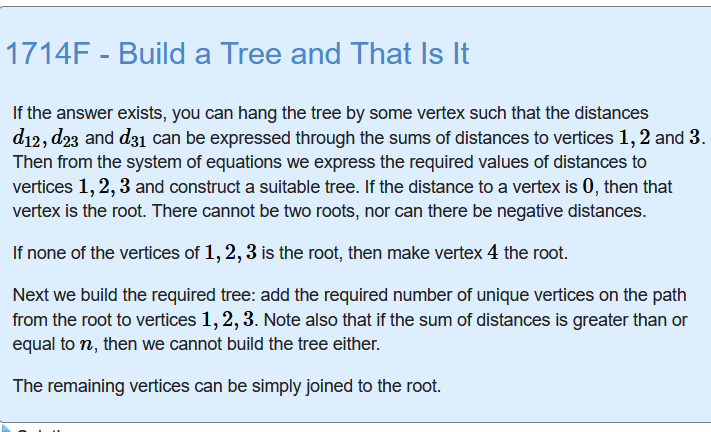 1714F - Build a Tree and That Is It
If the answer exists, you can hang the tree by some vertex such that the distances
d₁₂, d₂₃ and d₃₁ can be expressed through the sums of distances to vertices 1, 2 and 3.
Then from the system of equations we express the required values of distances to
vertices 1, 2, 3 and construct a suitable tree. If the distance to a vertex is 0, then that
vertex is the root. There cannot be two roots, nor can there be negative distances.
If none of the vertices of 1, 2, 3 is the root, then make vertex 4 the root.
Next we build the required tree: add the required number of unique vertices on the path
from the root to vertices 1, 2, 3. Note also that if the sum of distances is greater than or
equal to n, then we cannot build the tree either.
The remaining vertices can be simply joined to the root.